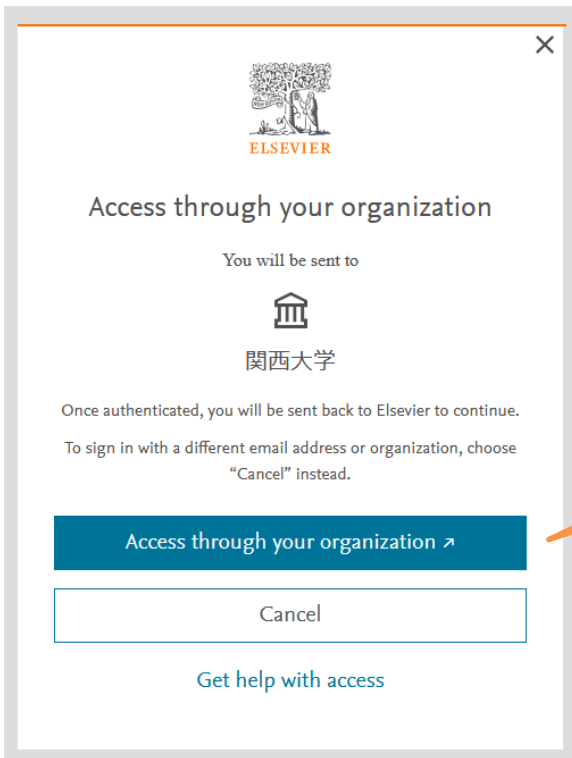 ELSEVIER
Access through your organization
You will be sent to
関西大学
Once authenticated, you will be sent back to Elsevier to continue.
To sign in with a different email address or organization, choose
“Cancel” instead.
Access through your organization ↗
Cancel
Get help with access